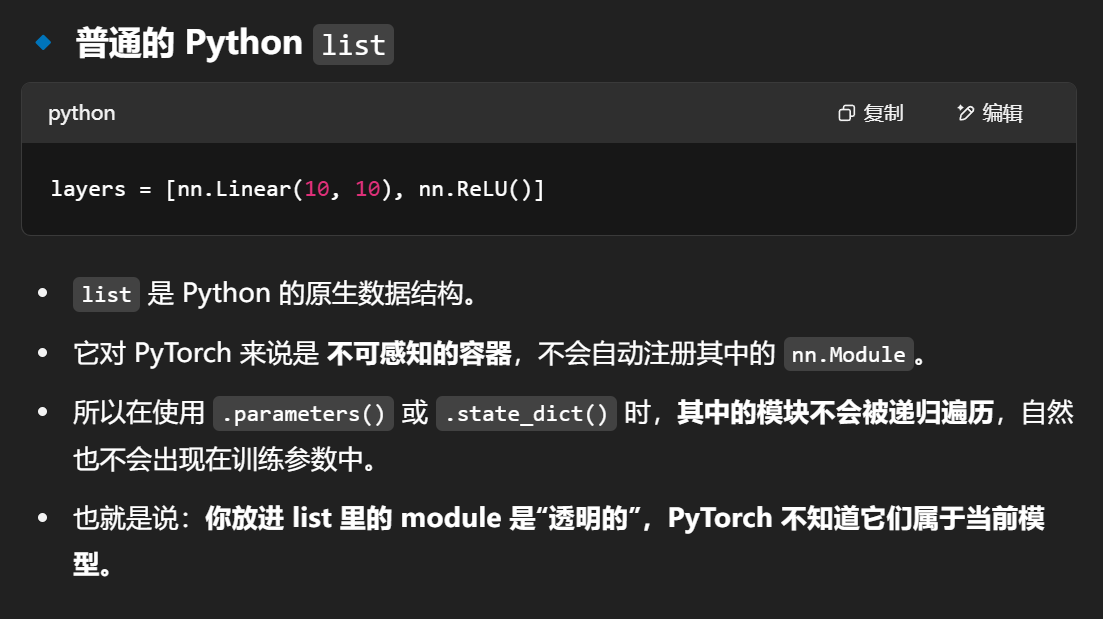 普通的 Python list
python 复制 编辑
layers = [nn.Linear(10, 10), nn.ReLU()]
list 是 Python 的原生数据结构。
它对 PyTorch 来说是 不可感知的容器，不会自动注册其中的 nn.Module 。
所以在使用 .parameters() 或 .state_dict() 时，其中的模块不会被递归遍历，自然
也不会出现在训练参数中。
也就是说：你放进 list 里的 module 是“透明的”，PyTorch 不知道它们属于当前模
型。